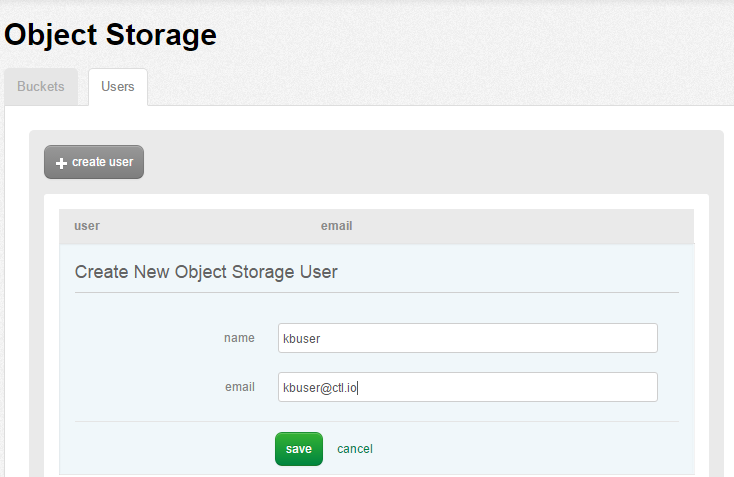 Object Storage
Buckets Users
create user
user email
Create New Object Storage User
name kbuser
email kbuser@ctl.io
save cancel